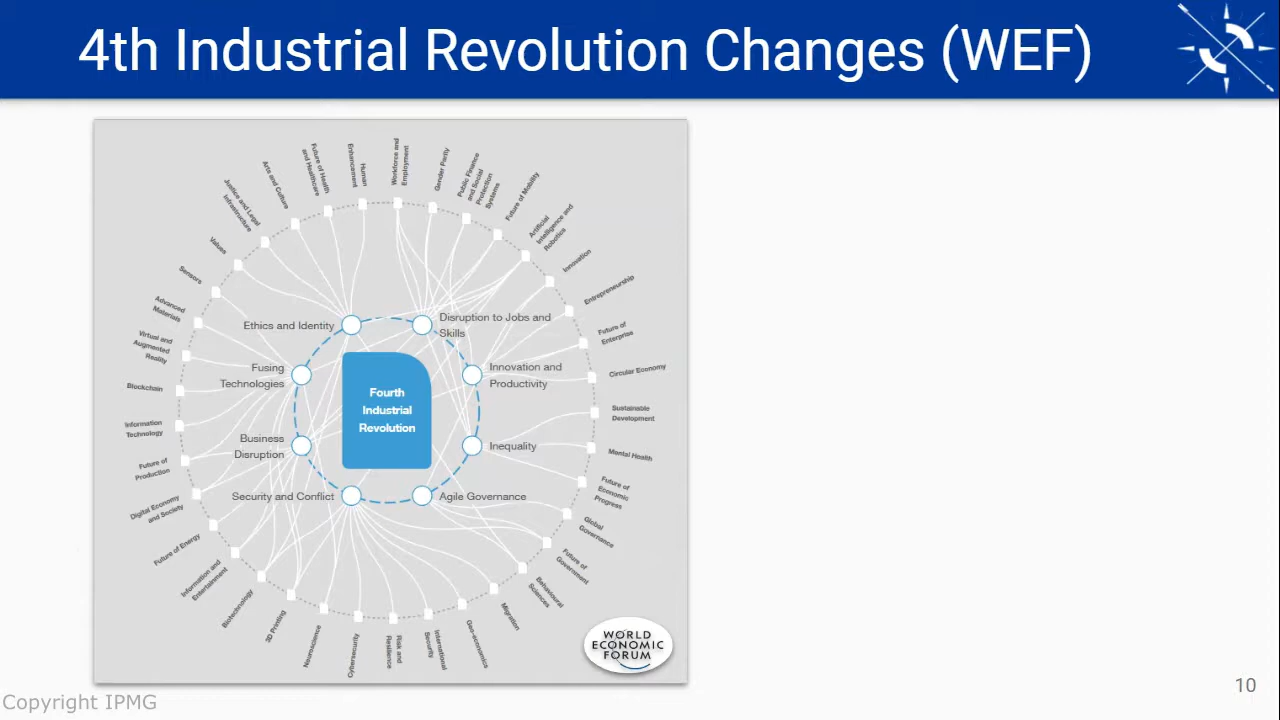 4th Industrial Revolution Changes (WEF)
Workforce and
Employment
Gender Parity
Public Finance
and Social
Protection
Systems
Future of Mobility
Artificial
Intelligence and
Robotics
Innovation
Entrepreneurship
Future of
Enterprise
Circular Economy
Sustainable
Development
Mental Health
Future of
Economic
Progress
Global
Governance
Future of
Government
Behavioural
Sciences
Migration
Geo-economics
International
Security
Risk and
Resilience
Cybersecurity
Neuroscience
3D Printing
Biotechnology
Information and
Entertainment
Future of Energy
Digital Economy
and Society
Future of
Production
Information
Technology
Blockchain
Virtual and
Augmented
Reality
Advanced
Materials
Sensors
Values
Justice and Legal
Infrastructure
Arts and Culture
Future of Health
and Healthcare
Human
Enhancement
Ethics and Identity
Disruption to Jobs and
Skills
Fusing
Technologies
Innovation and
Productivity
Fourth
Industrial
Revolution
Business
Disruption
Inequality
Security and Conflict
Agile Governance
WORLD
ECONOMIC
FORUM
Copyright IPMG
10